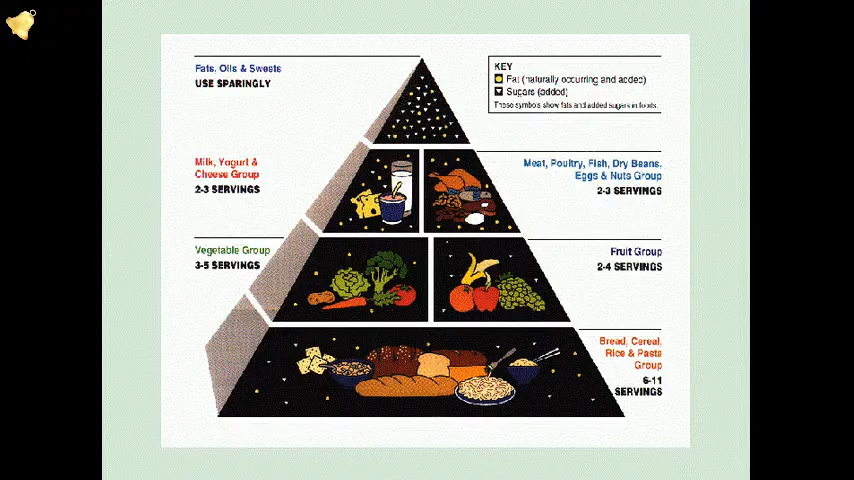 Fats, Oils & Sweets
USE SPARINGLY
KEY
Fat (naturally occurring and added)
Sugars (added)
These symbols show fats and added sugars in foods.
Milk, Yogurt &
Cheese Group
2-3 SERVINGS
Meat, Poultry, Fish, Dry Beans,
Eggs & Nuts Group
2-3 SERVINGS
Vegetable Group
3-5 SERVINGS
Fruit Group
2-4 SERVINGS
Bread, Cereal,
Rice & Pasta
Group
6-11
SERVINGS